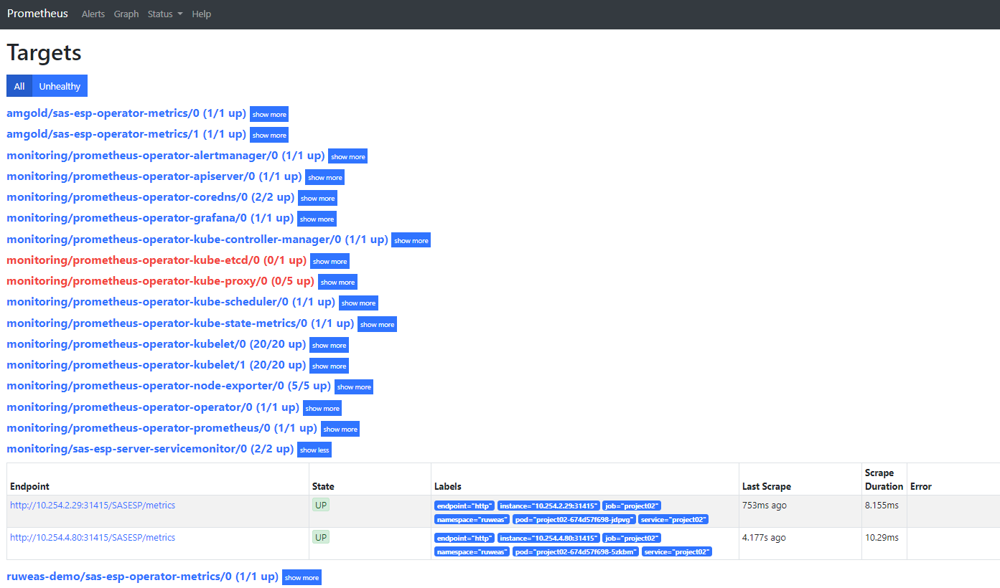 Prometheus Alerts Graph Status Help
Targets
All Unhealthy
amgold/sas-esp-operator-metrics/0 (1/1 up) show more
amgold/sas-esp-operator-metrics/1 (1/1 up) show more
monitoring/prometheus-operator-alertmanager/0 (1/1 up) show more
monitoring/prometheus-operator-apiserver/0 (1/1 up) show more
monitoring/prometheus-operator-coredns/0 (2/2 up) show more
monitoring/prometheus-operator-grafana/0 (1/1 up) show more
monitoring/prometheus-operator-kube-controller-manager/0 (1/1 up) show more
monitoring/prometheus-operator-kube-etcd/0 (0/1 up) show more
monitoring/prometheus-operator-kube-proxy/0 (0/5 up) show more
monitoring/prometheus-operator-kube-scheduler/0 (1/1 up) show more
monitoring/prometheus-operator-kube-state-metrics/0 (1/1 up) show more
monitoring/prometheus-operator-kubelet/0 (20/20 up) show more
monitoring/prometheus-operator-kubelet/1 (20/20 up) show more
monitoring/prometheus-operator-node-exporter/0 (5/5 up) show more
monitoring/prometheus-operator-operator/0 (1/1 up) show more
monitoring/prometheus-operator-prometheus/0 (1/1 up) show more
monitoring/sas-esp-server-servicemonitor/0 (2/2 up) show less
Endpoint State Labels Last Scrape Scrape Duration Error
http://10.254.2.29:31415/SASESP/metrics UP endpoint="http" instance="10.254.2.29:31415" job="project02" 753ms ago 8.155ms
namespace="ruweas" pod="project02-674d57f698-jdpvg" service="project02"
http://10.254.4.80:31415/SASESP/metrics UP endpoint="http" instance="10.254.4.80:31415" job="project02" 4.177s ago 10.29ms
namespace="ruweas" pod="project02-674d57f698-5zkbm" service="project02"
ruweas-demo/sas-esp-operator-metrics/0 (1/1 up) show more